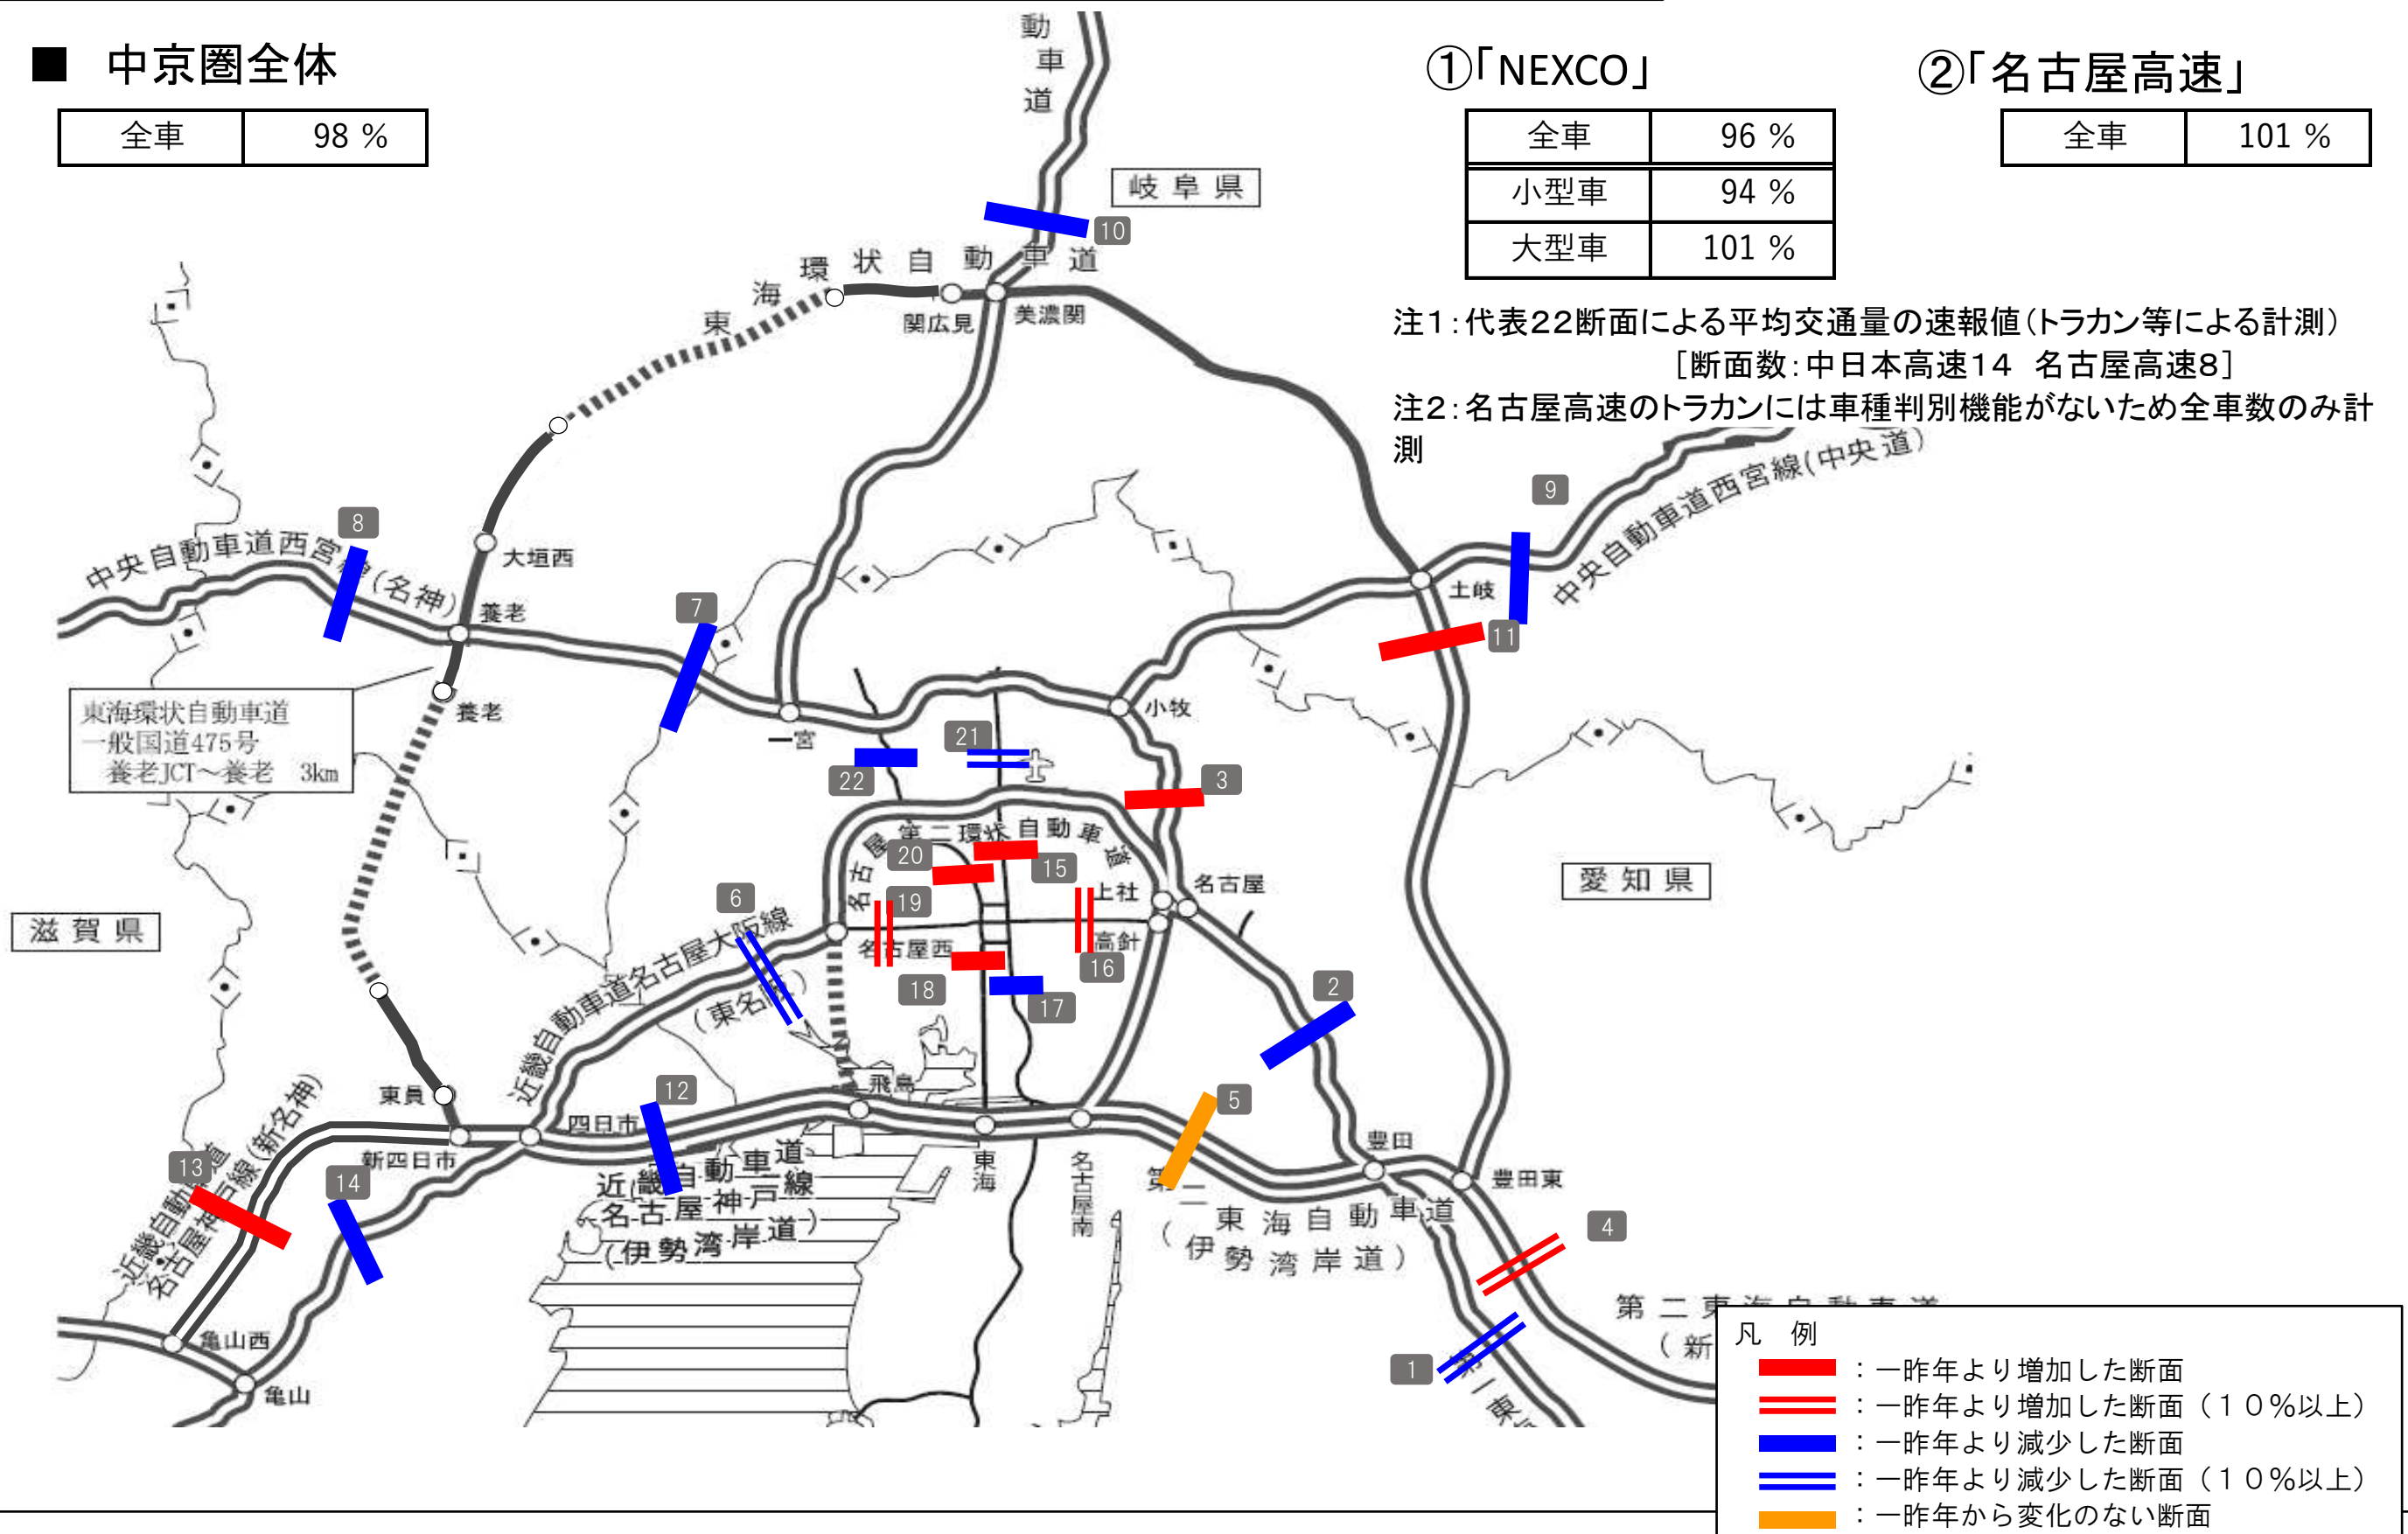 ■ 中京圏全体
全車 98 %
①「NEXCO」
全車 96 %
小型車 94 %
大型車 101 %
②「名古屋高速」
全車 101 %
注1：代表22断面による平均交通量の速報値(トラカン等による計測)
[断面数：中日本高速14 名古屋高速8]
注2：名古屋高速のトラカンには車種判別機能がないため全車数のみ計
測
動車道
岐阜県
10
東海環状自動車道
関広見
美濃関
9
中央自動車道西宮線(中央道)
8
中央自動車道西宮線(名神)
大垣西
養老
7
土岐
11
東海環状自動車道
一般国道475号
養老JCT～養老 3km
養老
一宮
小牧
21
22
3
名古屋第二環状自動車道
20
15
上社
名古屋
愛知県
19
6
滋賀県
近畿自動車道名古屋大阪線
(東名阪)
名古屋西
高針
16
18
17
2
東員
12
飛島
5
四日市
新四日市
豊田
13
14
近畿自動車道
名古屋神戸線(新名神)
近畿自動車道
名古屋神戸線
(伊勢湾岸道)
東海
名古屋南
豊田東
第二東海自動車道
(伊勢湾岸道)
4
亀山西
亀山
1
第一東
第二東海自動車道
(新
凡 例
：一昨年より増加した断面
：一昨年より増加した断面（１０％以上）
：一昨年より減少した断面
：一昨年より減少した断面（１０％以上）
：一昨年から変化のない断面